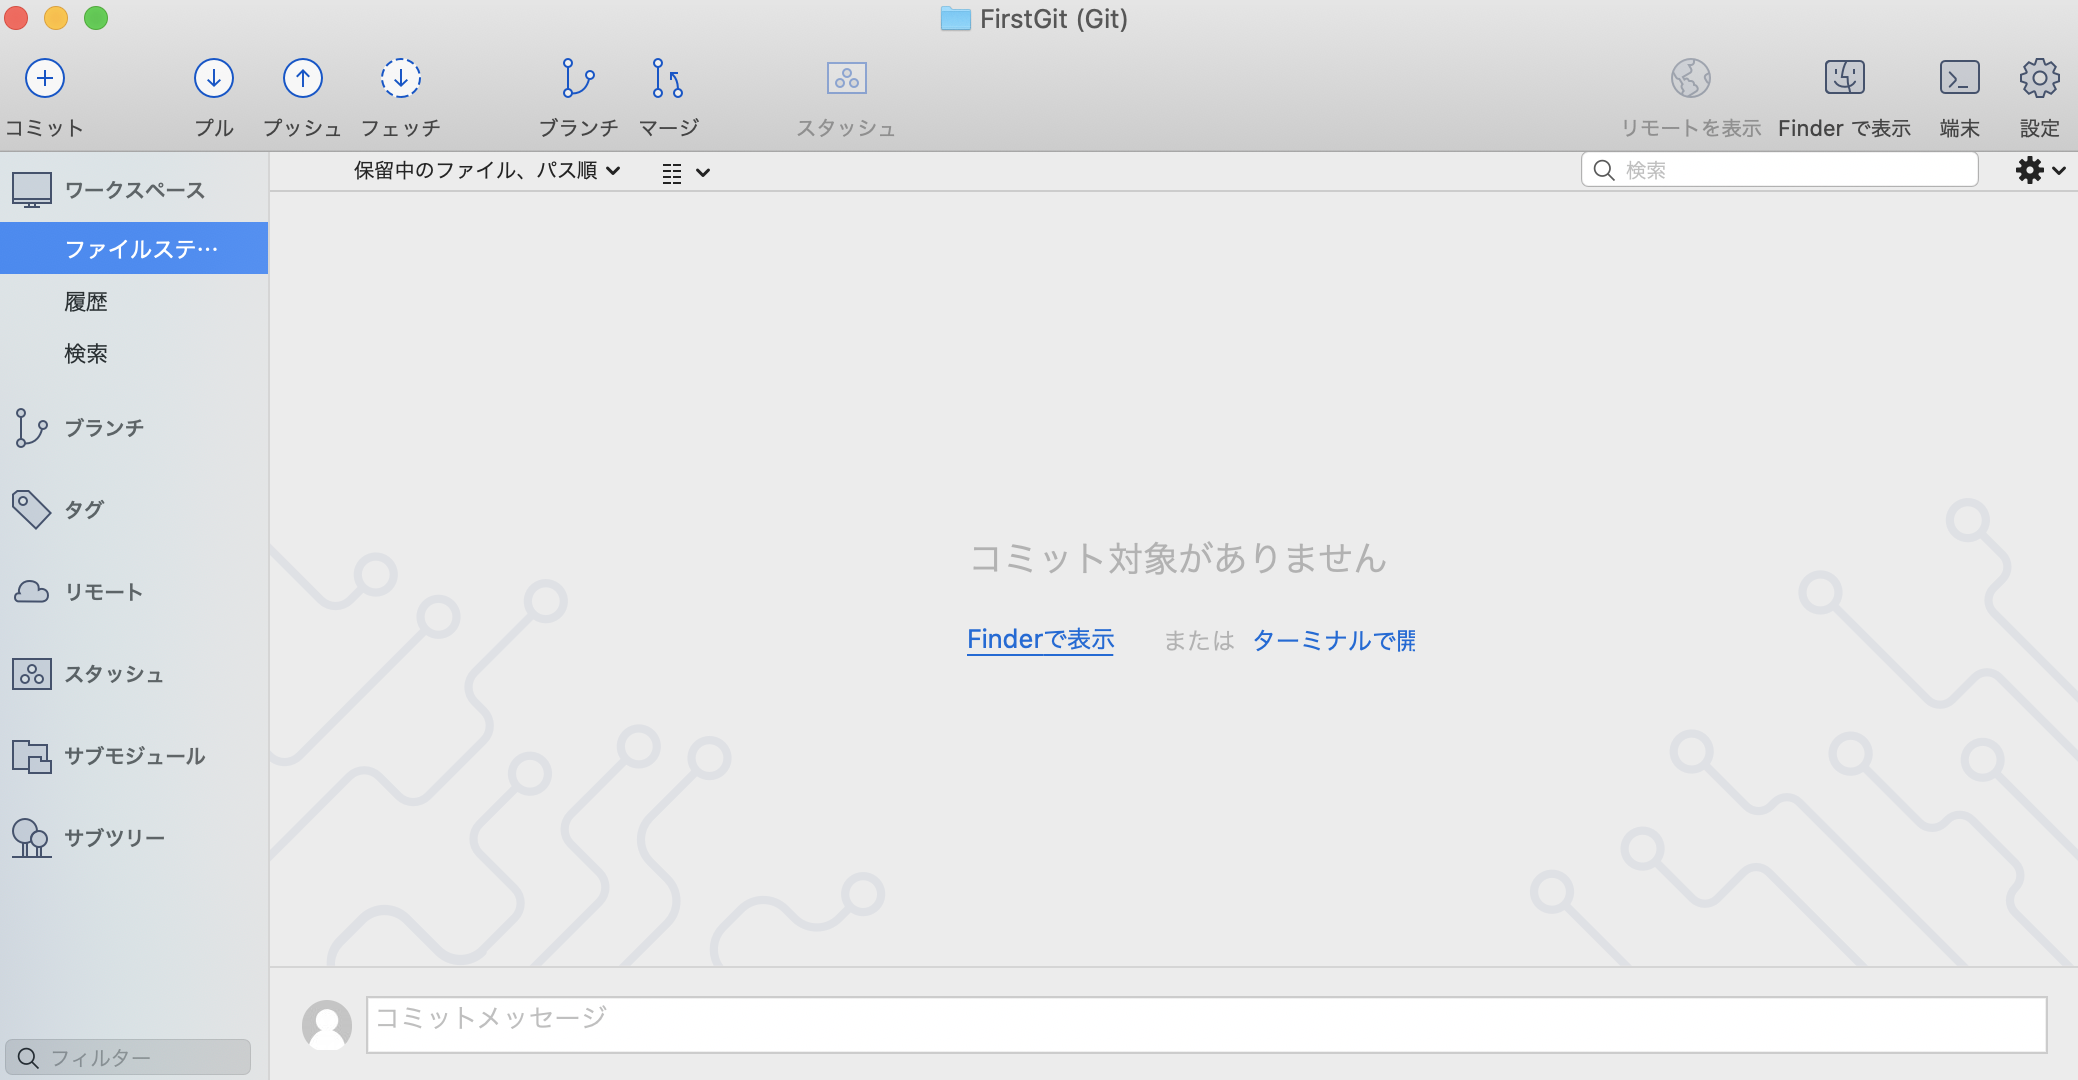 FirstGit (Git)
コミット
プル
プッシュ
フェッチ
ブランチ
マージ
スタッシュ
リモートを表示
Finder で表示
端末
設定
保留中のファイル、パス順
検索
ワークスペース
ファイルステ…
履歴
検索
ブランチ
タグ
リモート
スタッシュ
サブモジュール
サブツリー
コミット対象がありません
Finderで表示 または ターミナルで開
コミットメッセージ
フィルター